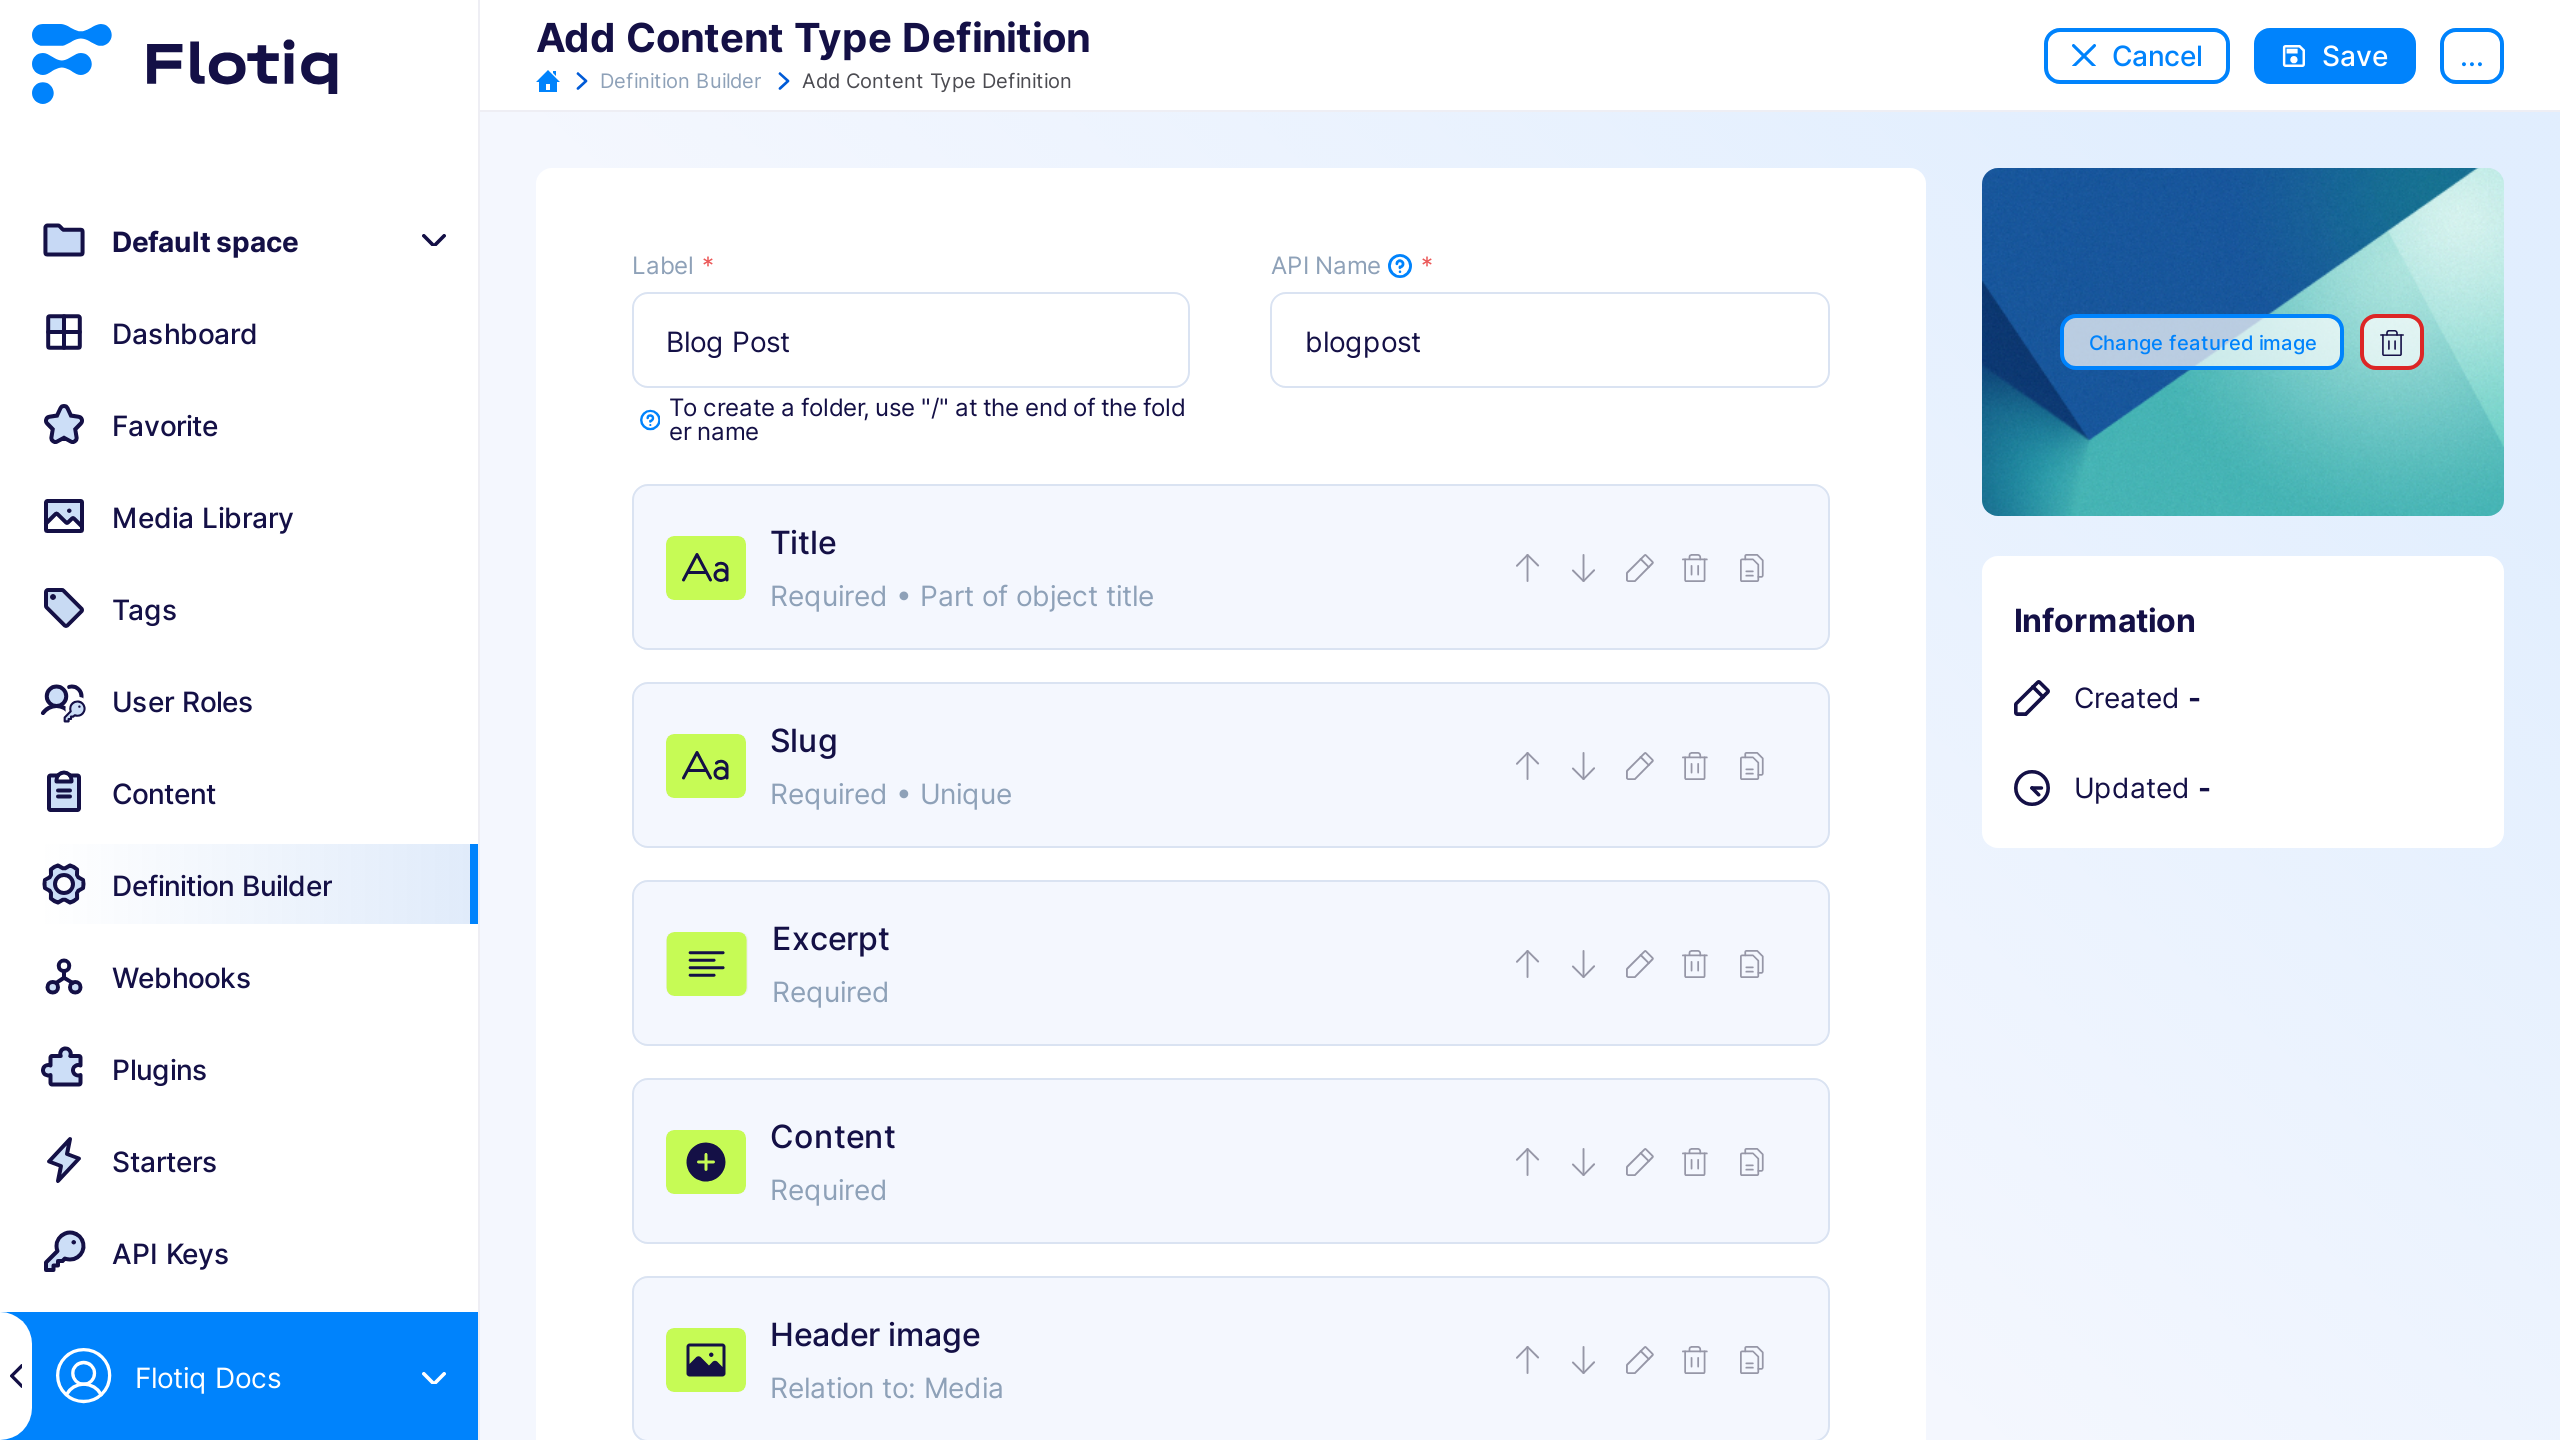 Flotiq
Default space
Dashboard
Favorite
Media Library
Tags
User Roles
Content
Definition Builder
Webhooks
Plugins
Starters
API Keys
Flotiq Docs
Add Content Type Definition
Definition Builder
Add Content Type Definition
Cancel
Save
...
Label *
Blog Post
To create a folder, use "/" at the end of the fold
er name
API Name *
blogpost
Aa
Title
Required • Part of object title
Aa
Slug
Required • Unique
Excerpt
Required
Content
Required
Header image
Relation to: Media
Change featured image
Information
Created -
Updated -